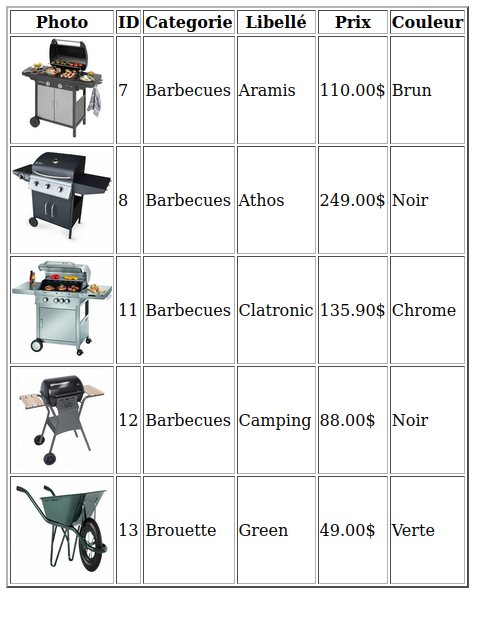 Photo ID Categorie Libellé Prix Couleur
7 Barbecues Aramis 110.00$ Brun
8 Barbecues Athos 249.00$ Noir
11 Barbecues Clatronic 135.90$ Chrome
12 Barbecues Camping 88.00$ Noir
13 Brouette Green 49.00$ Verte